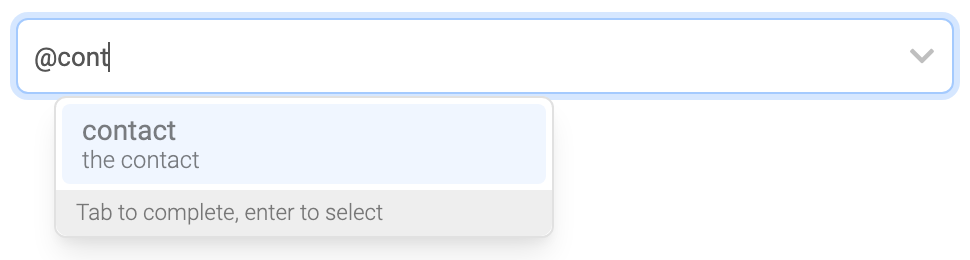 @cont
contact
the contact
Tab to complete, enter to select